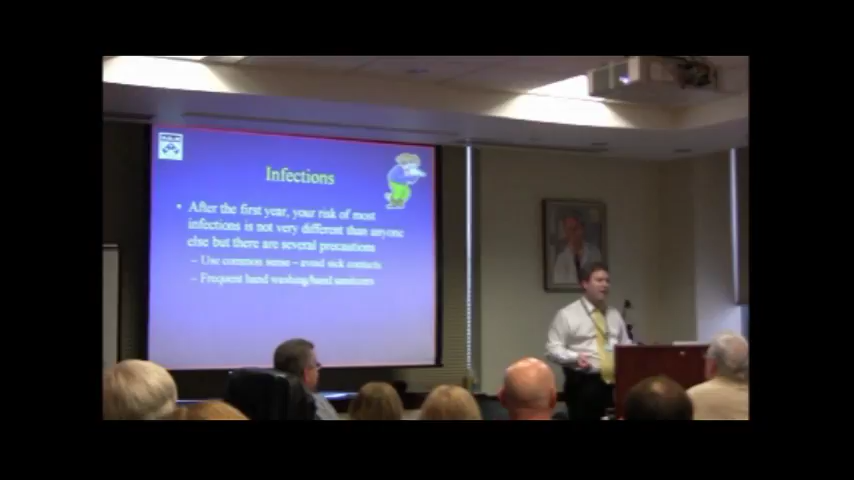 Infections
• After the first year, your risk of most
infections is not very different than anyone
else but there are several precautions
– Use common sense – avoid sick contacts
– Frequent hand washing/hand sanitizers